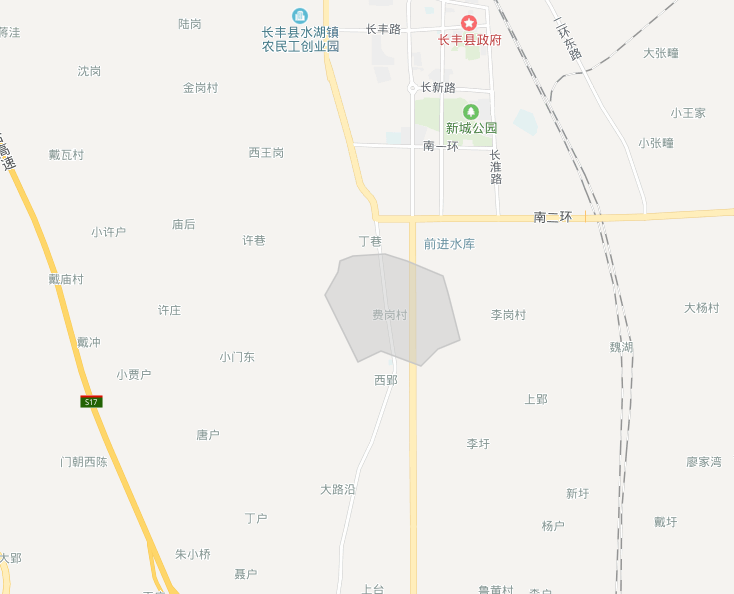 陆岗
长丰县水湖镇
农民工创业园
长丰路
长丰县政府
二环东路
蒋洼
沈岗
大张疃
金岗村
长新路
小王家
新城公园
高速
戴瓦村
西王岗
南一环
长淮路
小张疃
庙后
小许户
许巷
丁巷
前进水库
南二环
戴庙村
许庄
费岗村
李岗村
大杨村
戴冲
小门东
魏湖
小贾户
西郢
S17
上郢
唐户
李圩
门朝西陈
廖家湾
大路沿
新圩
丁户
杨户
戴圩
大郢
朱小桥
聂户
上台
鲁黄村